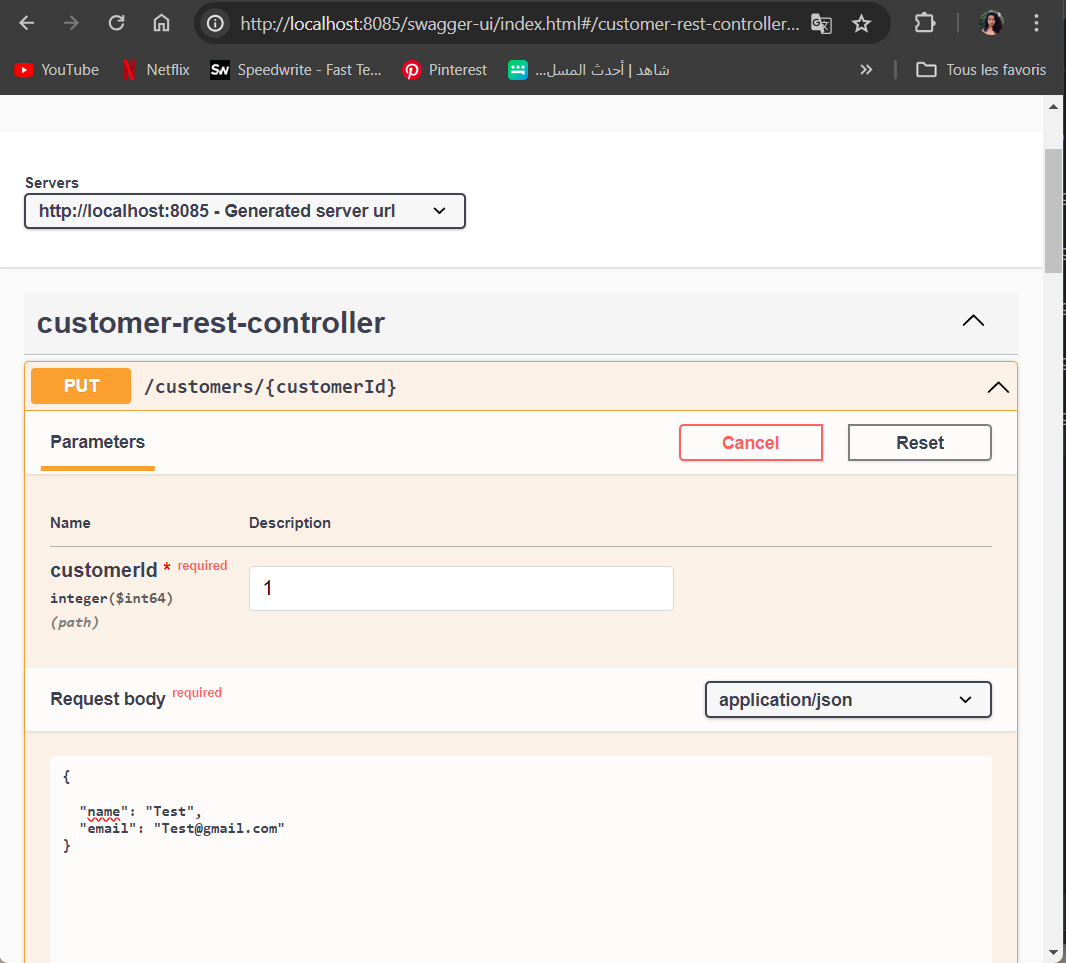 http://localhost:8085/swagger-ui/index.html#/customer-rest-controller...
YouTube Netflix Sw Speedwrite - Fast Te... Pinterest شاهد | أحدث المسل... » Tous les favoris
Servers
http://localhost:8085 - Generated server url
customer-rest-controller
PUT /customers/{customerId}
Parameters Cancel Reset
Name Description
customerId * required
1
integer($int64)
(path)
Request body required application/json
{
"name": "Test",
"email": "Test@gmail.com"
}